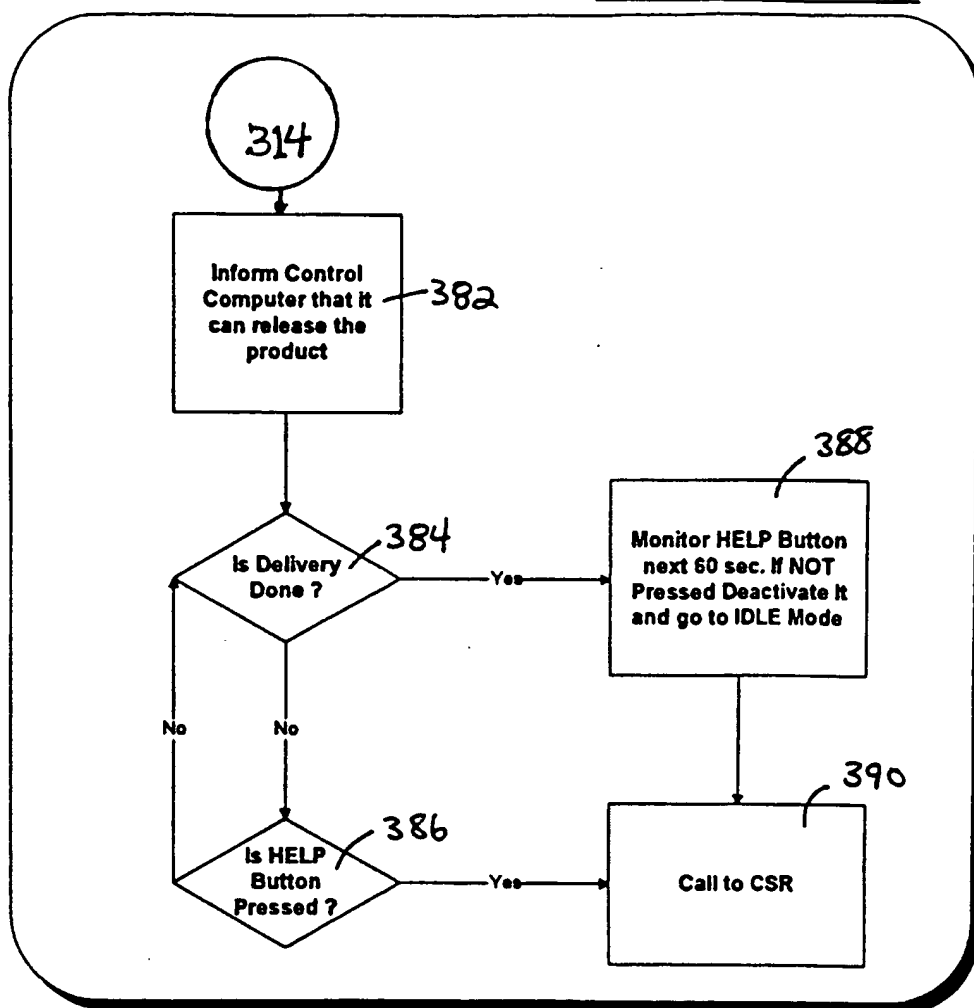 314
Inform Control
Computer that it
can release the
product
382
Is Delivery
Done ?
384
Yes
388
Monitor HELP Button
next 60 sec. If NOT
Pressed Deactivate It
and go to IDLE Mode
No
No
Is HELP
Button
Pressed ?
386
Yes
390
Call to CSR